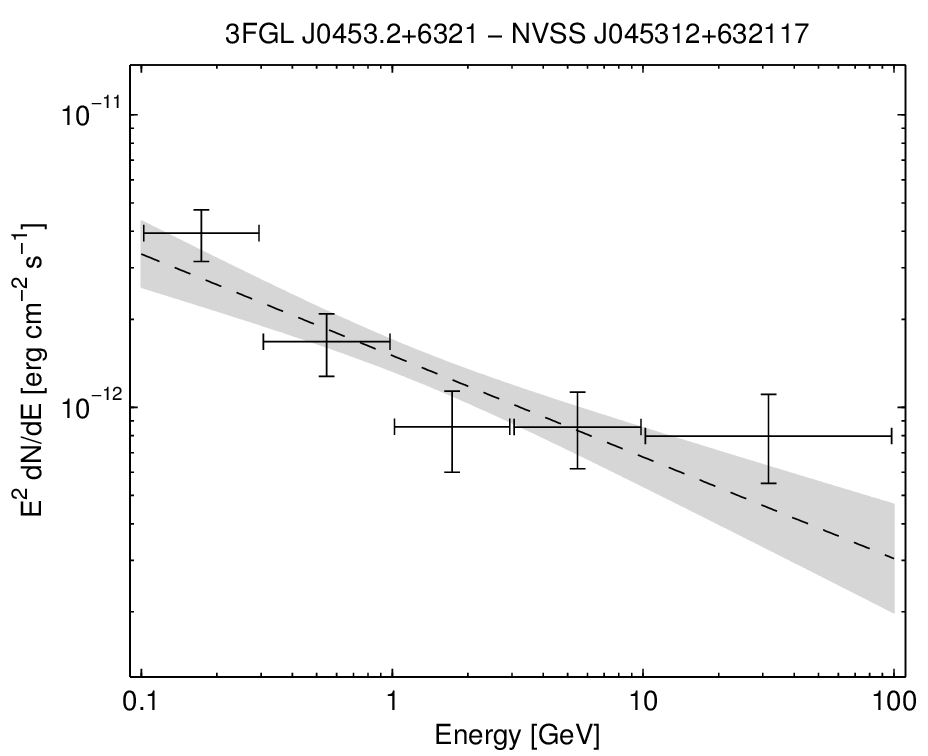 3FGL J0453.2+6321 − NVSS J045312+632117
10⁻¹¹
10⁻¹²
E² dN/dE [erg cm⁻² s⁻¹]
0.1 1 10 100
Energy [GeV]